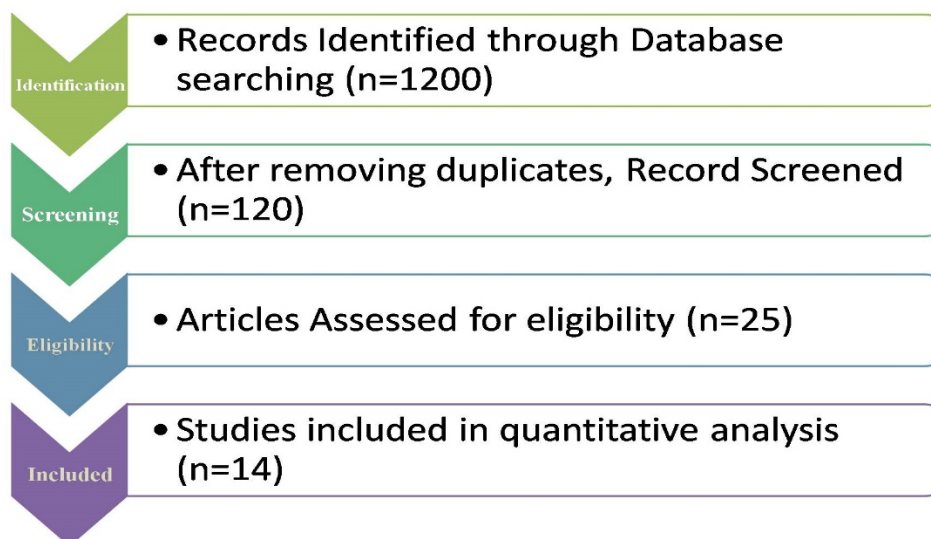 Identification
• Records Identified through Database
searching (n=1200)
Screening
• After removing duplicates, Record Screened
(n=120)
Eligibility
• Articles Assessed for eligibility (n=25)
Included
• Studies included in quantitative analysis
(n=14)